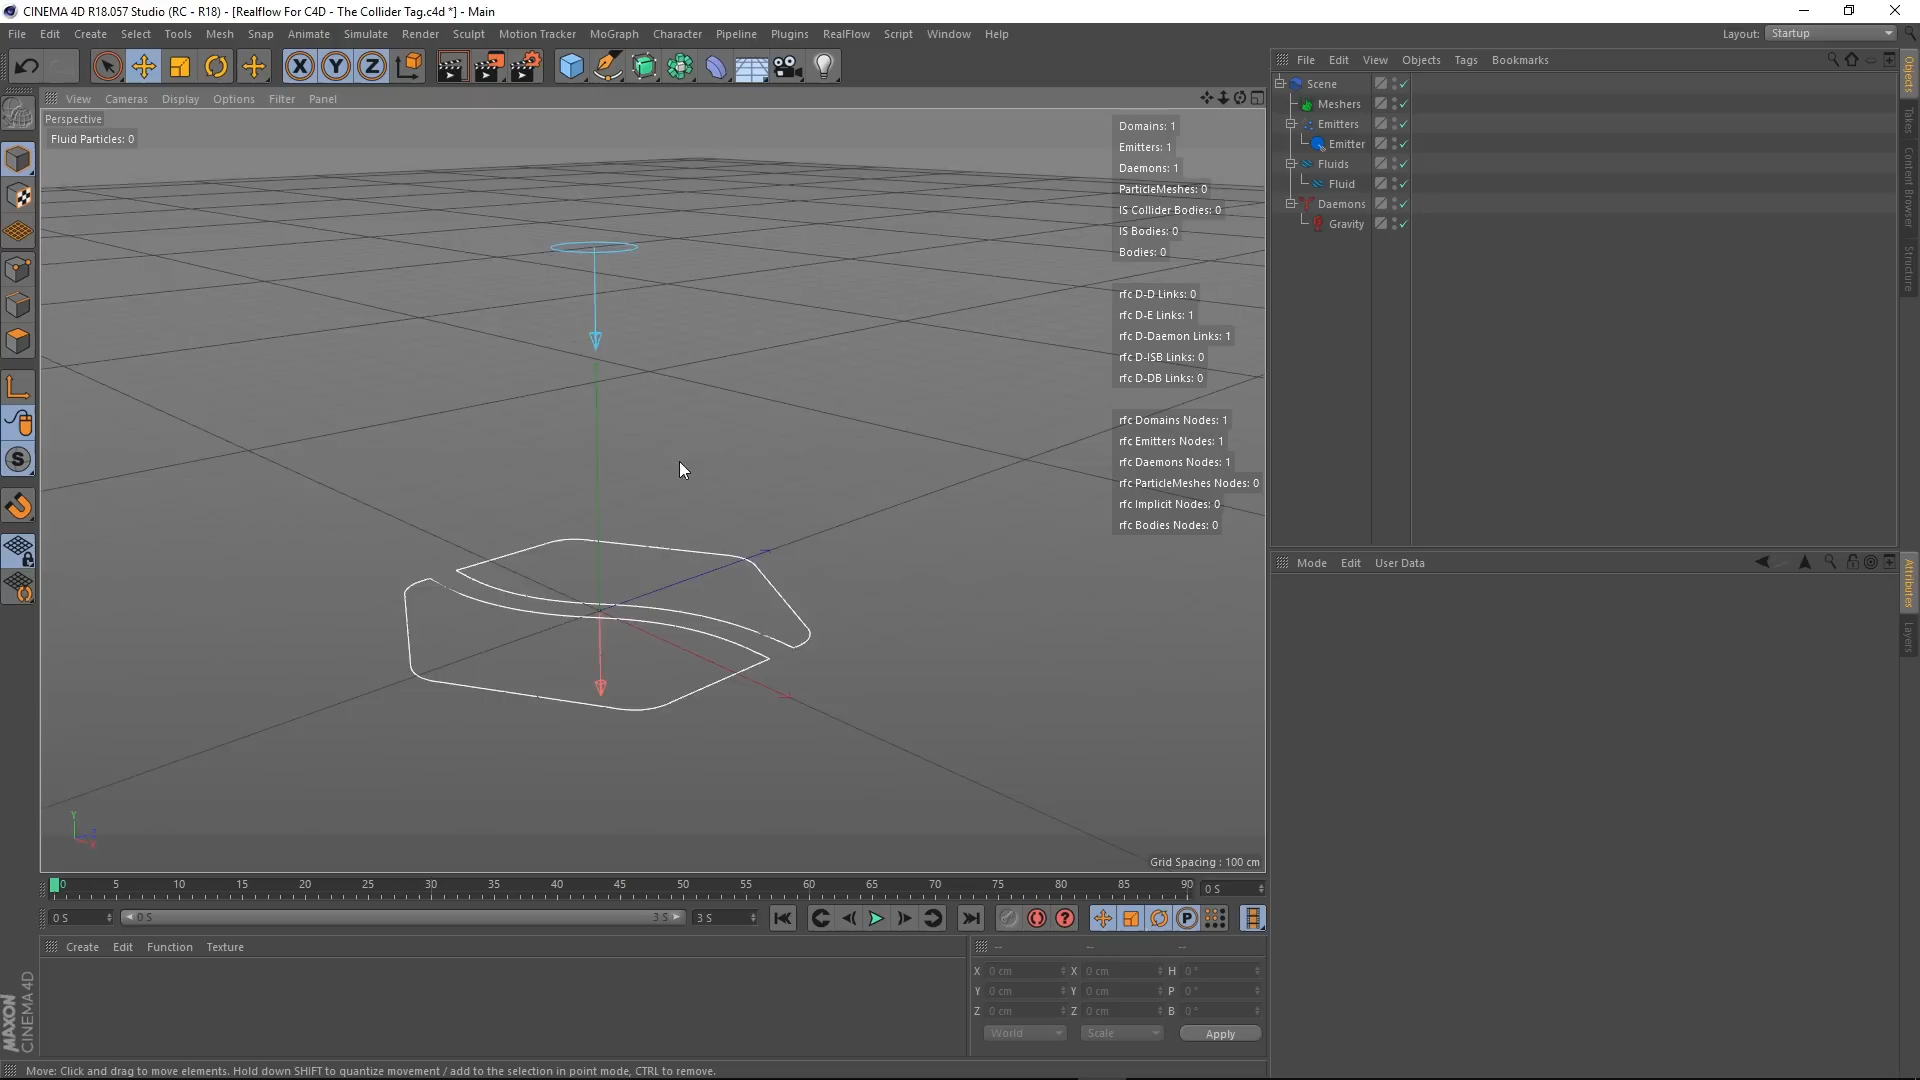 CINEMA 4D R18.057 Studio (RC - R18) - [Realflow For C4D - The Collider Tag.c4d *] - Main
File Edit Create Select Tools Mesh Snap Animate Simulate Render Sculpt Motion Tracker MoGraph Character Pipeline Plugins RealFlow Script Window Help
Layout: Startup
View Cameras Display Options Filter Panel
Perspective
Fluid Particles: 0
Domains: 1
Emitters: 1
Daemons: 1
ParticleMeshes: 0
IS Collider Bodies: 0
IS Bodies: 0
Bodies: 0
rfc D-D Links: 0
rfc D-E Links: 1
rfc D-Daemon Links: 1
rfc D-ISB Links: 0
rfc D-DB Links: 0
rfc Domains Nodes: 1
rfc Emitters Nodes: 1
rfc Daemons Nodes: 1
rfc ParticleMeshes Nodes: 0
rfc Implicit Nodes: 0
rfc Bodies Nodes: 0
Y
Z
X
Grid Spacing : 100 cm
0 5 10 15 20 25 30 35 40 45 50 55 60 65 70 75 80 85 90 0 S
0 S 0 S 3 S 3 S
Create Edit Function Texture
-- -- --
X 0 cm X 0 cm H 0 °
Y 0 cm Y 0 cm P 0 °
Z 0 cm Z 0 cm B 0 °
World Scale Apply
MAXON
CINEMA 4D
Move: Click and drag to move elements. Hold down SHIFT to quantize movement / add to the selection in point mode, CTRL to remove.
File Edit View Objects Tags Bookmarks
Scene
Meshers
Emitters
Emitter
Fluids
Fluid
Daemons
Gravity
Mode Edit User Data
Objects
Takes
Content Browser
Structure
Attributes
Layers